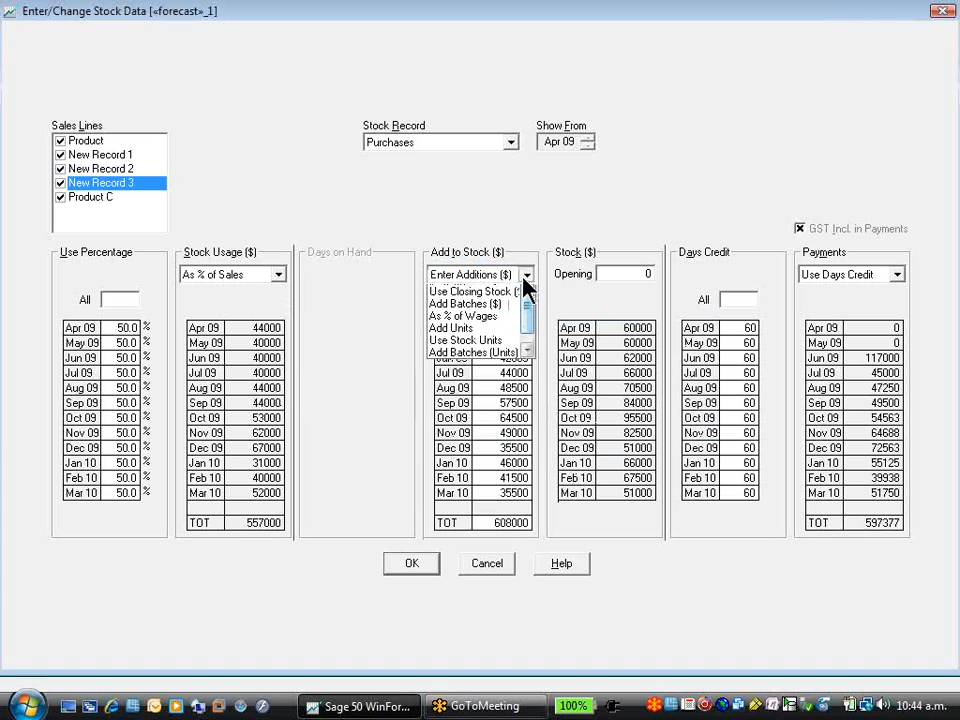 Enter/Change Stock Data [«forecast»_1]
Sales Lines
Product
New Record 1
New Record 2
New Record 3
Product C
Stock Record
Purchases
Show From
Apr 09
GST Incl. in Payments
Use Percentage
All
Apr 09 50.0 %
May 09 50.0 %
Jun 09 50.0 %
Jul 09 50.0 %
Aug 09 50.0 %
Sep 09 50.0 %
Oct 09 50.0 %
Nov 09 50.0 %
Dec 09 50.0 %
Jan 10 50.0 %
Feb 10 50.0 %
Mar 10 50.0 %
Stock Usage ($)
As % of Sales
Apr 09 44000
May 09 40000
Jun 09 40000
Jul 09 40000
Aug 09 44000
Sep 09 44000
Oct 09 53000
Nov 09 62000
Dec 09 67000
Jan 10 31000
Feb 10 40000
Mar 10 52000
TOT 557000
Days on Hand
Add to Stock ($)
Enter Additions ($)
Use Closing Stock (
Add Batches ($)
As % of Wages
Add Units
Use Stock Units
Add Batches (Units)
Jul 09 44000
Aug 09 48500
Sep 09 57500
Oct 09 64500
Nov 09 49000
Dec 09 35500
Jan 10 46000
Feb 10 41500
Mar 10 35500
TOT 608000
Stock ($)
Opening 0
Apr 09 60000
May 09 60000
Jun 09 62000
Jul 09 66000
Aug 09 70500
Sep 09 84000
Oct 09 95500
Nov 09 82500
Dec 09 51000
Jan 10 66000
Feb 10 67500
Mar 10 51000
Days Credit
All
Apr 09 60
May 09 60
Jun 09 60
Jul 09 60
Aug 09 60
Sep 09 60
Oct 09 60
Nov 09 60
Dec 09 60
Jan 10 60
Feb 10 60
Mar 10 60
Payments
Use Days Credit
Apr 09 0
May 09 0
Jun 09 117000
Jul 09 45000
Aug 09 47250
Sep 09 49500
Oct 09 54563
Nov 09 64688
Dec 09 72563
Jan 10 55125
Feb 10 39938
Mar 10 51750
TOT 597377
OK
Cancel
Help
Sage 50 WinFor...
GoToMeeting
100%
10:44 a.m.